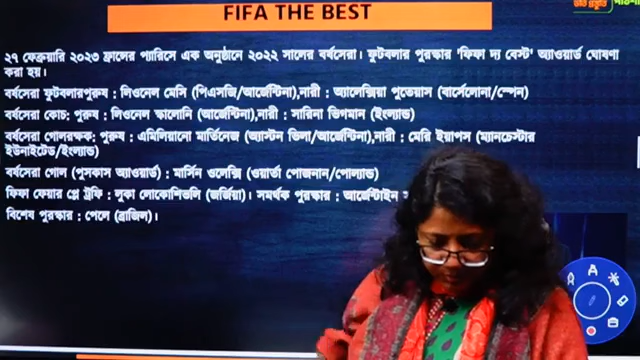 FIFA THE BEST
২৭ ফেব্রুয়ারি ২০২৩ ফ্রান্সের প্যারিসে এক অনুষ্ঠানে ২০২২ সালের বর্ষসেরা। ফুটবলার পুরস্কার 'ফিফা দ্য বেস্ট' অ্যাওয়ার্ড ঘোষণা
করা হয়।
বর্ষসেরা ফুটবলারপুরুষ : লিওনেল মেসি (পিএসজি/আর্জেন্টিনা),নারী : অ্যালেক্সিয়া পুতেয়াস (বার্সেলোনা/স্পেন)
বর্ষসেরা কোচ: পুরুষ : লিওনেল স্কালোনি (আর্জেন্টিনা),নারী : সারিনা ভিগমান (ইংল্যান্ড)
বর্ষসেরা গোলরক্ষক: পুরুষ : এমিলিয়ানো মার্তিনেজ (অ্যাস্টন ভিলা/আর্জেন্টিনা),নারী : মেরি ইয়াপস (ম্যানচেস্টার
ইউনাইটেড/ইংল্যান্ড)
বর্ষসেরা গোল (পুসকাস অ্যাওয়ার্ড) : মার্সিন ওলেক্সি (ওয়ার্তা পোজনান/পোল্যান্ড)
ফিফা ফেয়ার প্লে ট্রফি : লুকা লোকোশিভলি (জর্জিয়া)। সমর্থক পুরস্কার : আর্জেন্টাইন
বিশেষ পুরস্কার : পেলে (ব্রাজিল)।